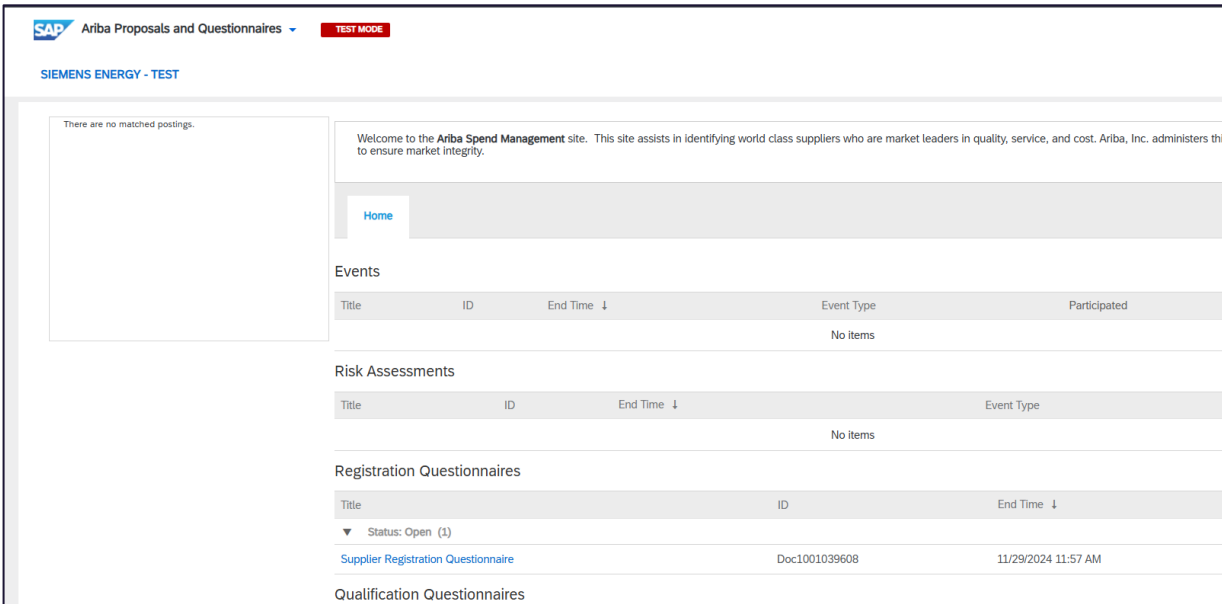 SAP Ariba Proposals and Questionnaires TEST MODE
SIEMENS ENERGY - TEST
There are no matched postings.
Welcome to the Ariba Spend Management site. This site assists in identifying world class suppliers who are market leaders in quality, service, and cost. Ariba, Inc. administers
to ensure market integrity.
Home
Events
Title ID End Time ↓ Event Type Participated
No items
Risk Assessments
Title ID End Time ↓ Event Type
No items
Registration Questionnaires
Title ID End Time ↓
▼ Status: Open (1)
Supplier Registration Questionnaire Doc1001039608 11/29/2024 11:57 AM
Qualification Questionnaires